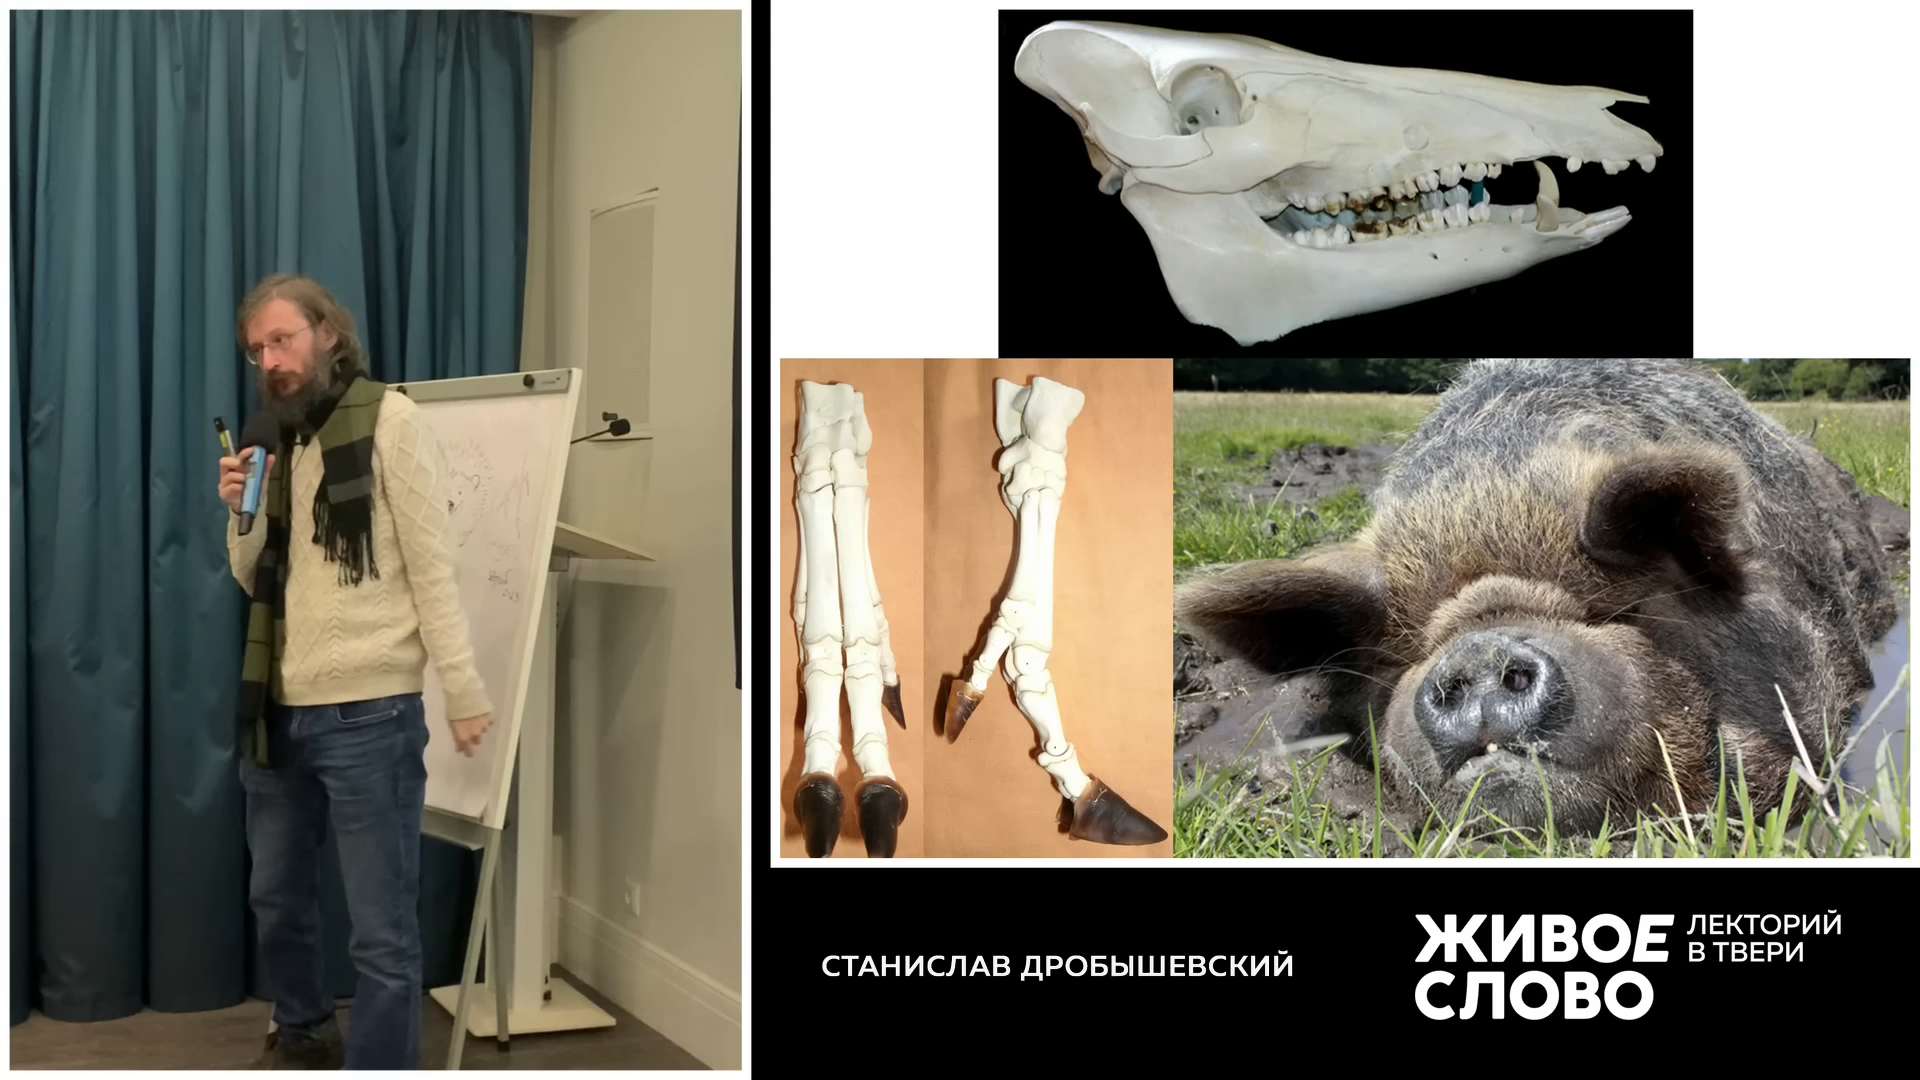 СТАНИСЛАВ ДРОБЫШЕВСКИЙ
ЖИВОЕ
СЛОВО
ЛЕКТОРИЙ
В ТВЕРИ